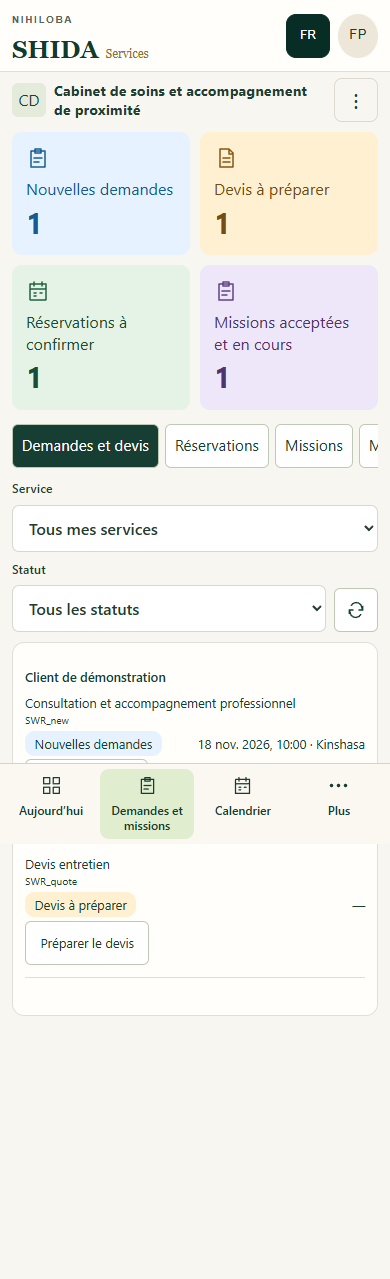 NIHILOBA
SHIDA Services
FR
FP
CD
Cabinet de soins et accompagnement
de proximité
Nouvelles demandes
1
Devis à préparer
1
Réservations à
confirmer
1
Missions acceptées
et en cours
1
Demandes et devis
Réservations
Missions
M
Service
Tous mes services
Statut
Tous les statuts
Client de démonstration
Consultation et accompagnement professionnel
SWR_new
Nouvelles demandes
18 nov. 2026, 10:00 · Kinshasa
Aujourd'hui
Demandes et
missions
Calendrier
Plus
Devis entretien
SWR_quote
Devis à préparer
—
Préparer le devis